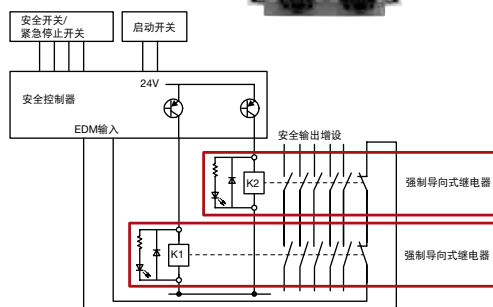 安全开关/
紧急停止开关
启动开关
24V
安全控制器
EDM输入
安全输出增设
K2
强制导向式继电器
K1
强制导向式继电器